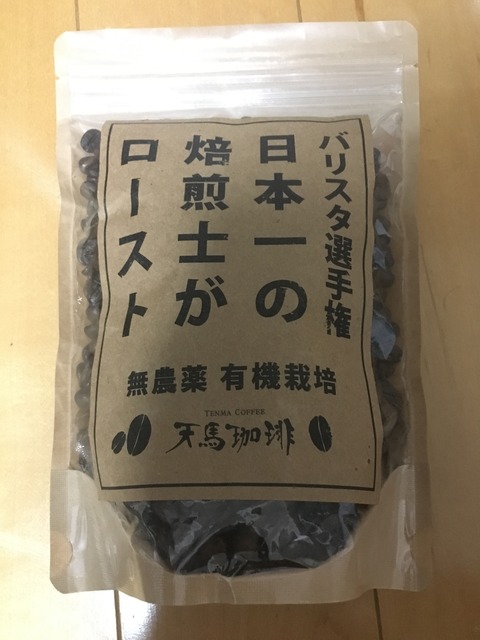 バリスタ選手権
日本一の
焙煎士が
ロースト
無農薬 有機栽培
TENMA COFFEE
天馬珈琲